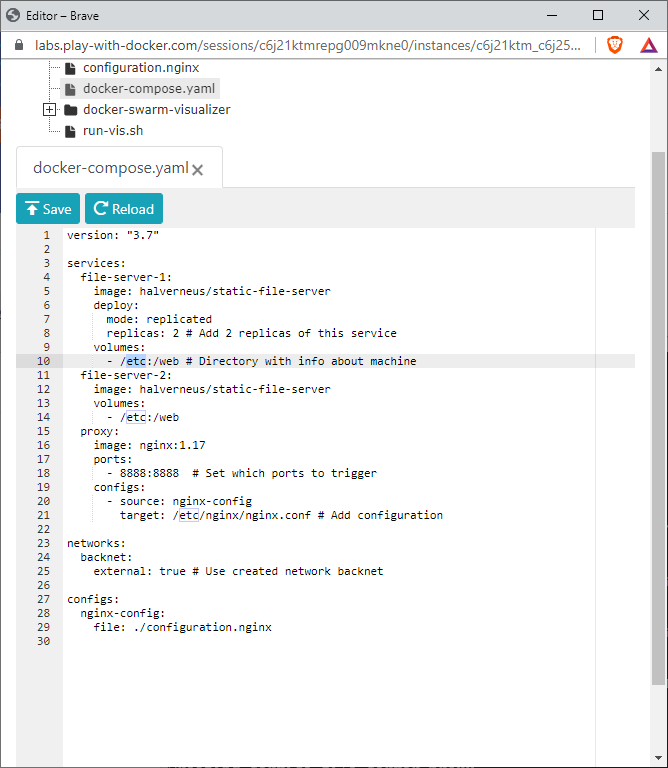 Editor – Brave
labs.play-with-docker.com/sessions/c6j21ktmrepg009mkne0/instances/c6j21ktm_c6j25...
configuration.nginx
docker-compose.yaml
docker-swarm-visualizer
run-vis.sh
docker-compose.yaml
Save Reload
1 version: "3.7"
2
3 services:
4 file-server-1:
5 image: halverneus/static-file-server
6 deploy:
7 mode: replicated
8 replicas: 2 # Add 2 replicas of this service
9 volumes:
10 - /etc:/web # Directory with info about machine
11 file-server-2:
12 image: halverneus/static-file-server
13 volumes:
14 - /etc:/web
15 proxy:
16 image: nginx:1.17
17 ports:
18 - 8888:8888 # Set which ports to trigger
19 configs:
20 - source: nginx-config
21 target: /etc/nginx/nginx.conf # Add configuration
22
23 networks:
24 backnet:
25 external: true # Use created network backnet
26
27 configs:
28 nginx-config:
29 file: ./configuration.nginx
30